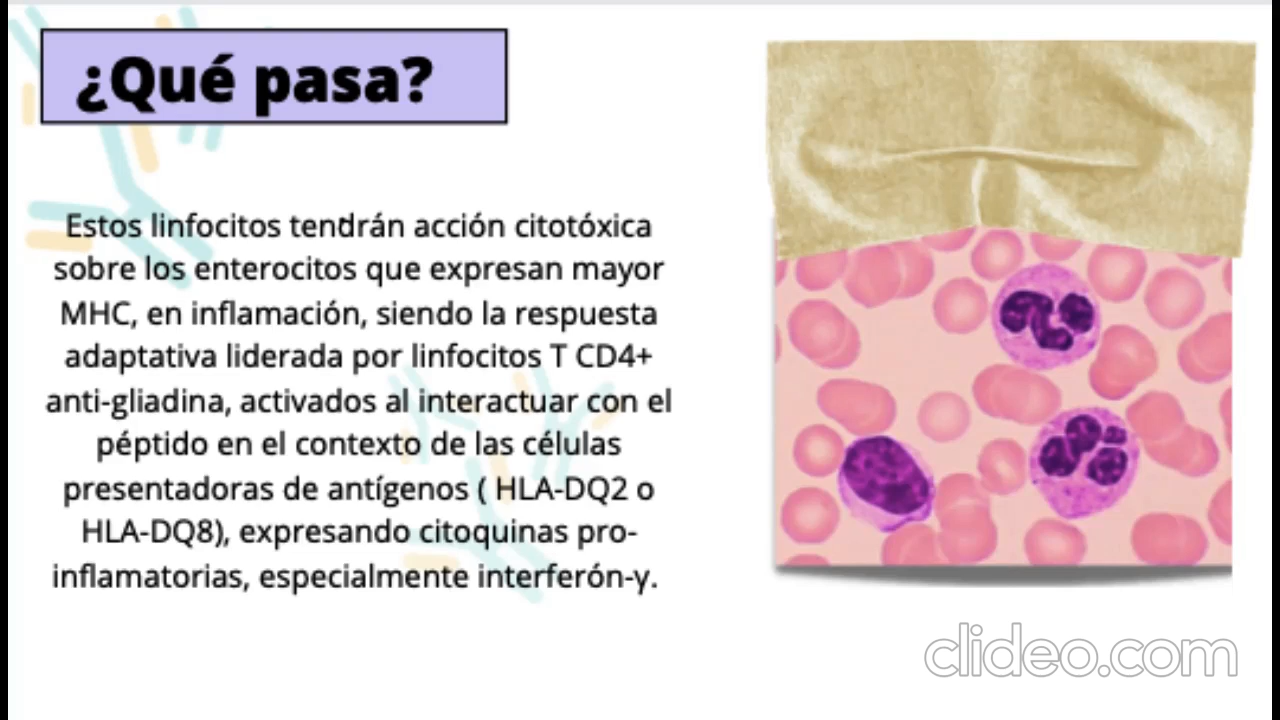 ¿Qué pasa?
Estos linfocitos tendrán acción citotóxica
sobre los enterocitos que expresan mayor
MHC, en inflamación, siendo la respuesta
adaptativa liderada por linfocitos T CD4+
anti-gliadina, activados al interactuar con el
péptido en el contexto de las células
presentadoras de antígenos ( HLA-DQ2 o
HLA-DQ8), expresando citoquinas pro-
inflamatorias, especialmente interferón-γ.
clideo.com